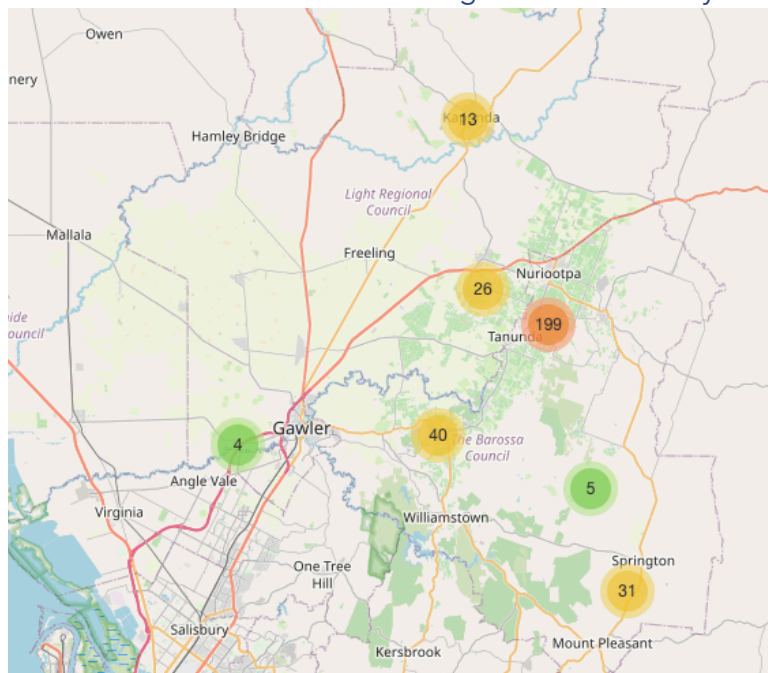 Owen
nery
13
Hamley Bridge
Light Regional
Council
Mallala
Freeling
Nuriootpa
26
199
Tanunda
ouncil
Gawler
4
40
The Barossa
Council
Angle Vale
5
Virginia
Williamstown
Springton
One Tree
Hill
31
Salisbury
Mount Pleasant
Kersbrook